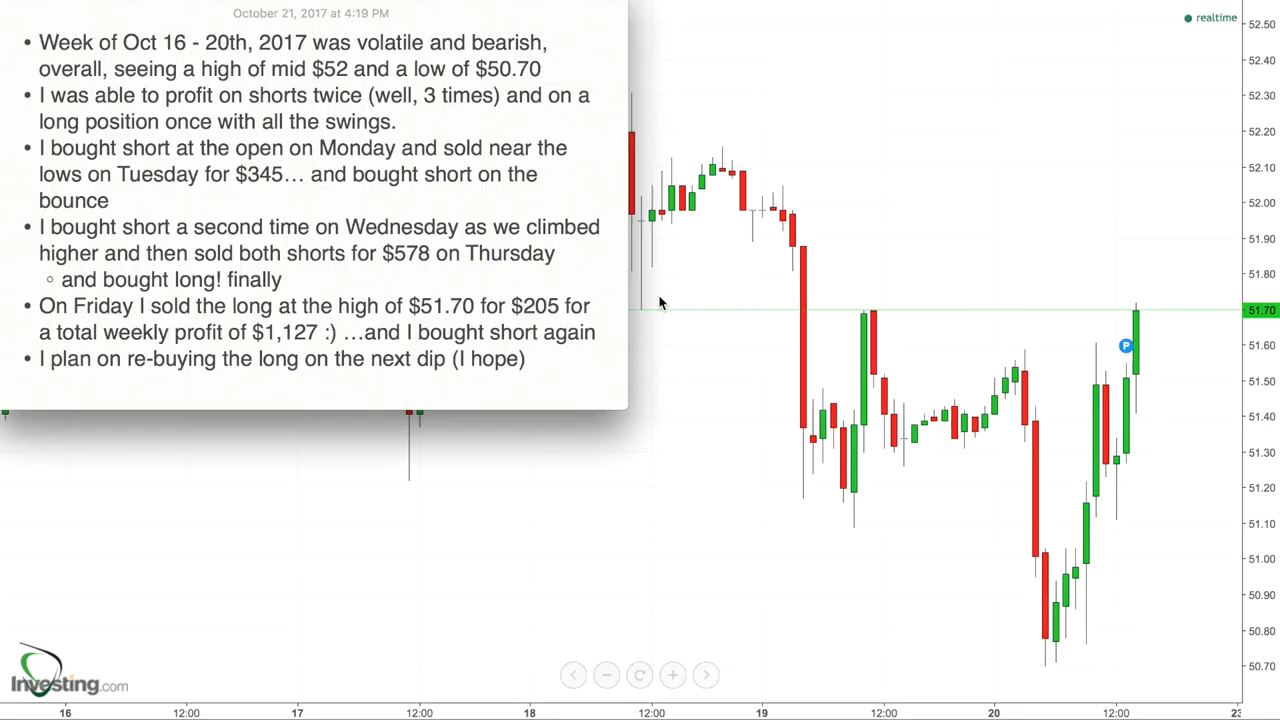 October 21, 2017 at 4:19 PM
• Week of Oct 16 - 20th, 2017 was volatile and bearish,
overall, seeing a high of mid $52 and a low of $50.70
• I was able to profit on shorts twice (well, 3 times) and on a
long position once with all the swings.
• I bought short at the open on Monday and sold near the
lows on Tuesday for $345… and bought short on the
bounce
• I bought short a second time on Wednesday as we climbed
higher and then sold both shorts for $578 on Thursday
◦ and bought long! finally
• On Friday I sold the long at the high of $51.70 for $205 for
a total weekly profit of $1,127 :) …and I bought short again
• I plan on re-buying the long on the next dip (I hope)
realtime
52.50
52.40
52.30
52.20
52.10
52.00
51.90
51.80
51.70
51.60
51.50
51.40
51.30
51.20
51.10
51.00
50.90
50.80
50.70
P
Investing.com
16 12:00 17 12:00 18 12:00 19 12:00 20 12:00 23